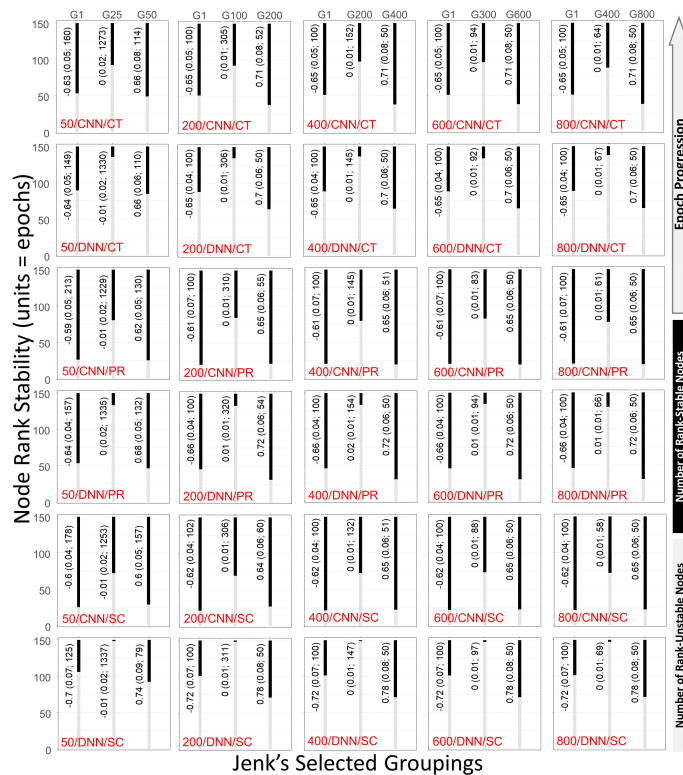 G1 G25 G50 G1 G100 G200 G1 G200 G400 G1 G300 G600 G1 G400 G800
150 100 50 0
-0.63 (0.05; 160) 0 (0.02; 1273) 0.66 (0.08; 114)
50/CNN/CT
-0.65 (0.05; 100) 0 (0.01; 305) 0.71 (0.08; 52)
200/CNN/CT
-0.65 (0.05; 100) 0 (0.01; 152) 0.71 (0.08; 50)
400/CNN/CT
-0.65 (0.05; 100) 0 (0.01; 94) 0.71 (0.08; 50)
600/CNN/CT
-0.65 (0.05; 100) 0 (0.01; 64) 0.71 (0.08; 50)
800/CNN/CT
150 100 50 0
-0.64 (0.05; 149) -0.01 (0.02; 1330) 0.66 (0.06; 110)
50/DNN/CT
-0.65 (0.04; 100) 0 (0.01; 306) 0.7 (0.06; 50)
200/DNN/CT
-0.65 (0.04; 100) 0 (0.01; 145) 0.7 (0.06; 50)
400/DNN/CT
-0.65 (0.04; 100) 0 (0.01; 92) 0.7 (0.06; 50)
600/DNN/CT
-0.65 (0.04; 100) 0 (0.01; 67) 0.7 (0.06; 50)
800/DNN/CT
150 100 50 0
-0.59 (0.05; 213) -0.01 (0.02; 1229) 0.62 (0.05; 130)
50/CNN/PR
-0.61 (0.07; 100) 0 (0.01; 310) 0.65 (0.06; 55)
200/CNN/PR
-0.61 (0.07; 100) 0 (0.01; 145) 0.65 (0.06; 51)
400/CNN/PR
-0.61 (0.07; 100) 0 (0.01; 83) 0.65 (0.06; 50)
600/CNN/PR
-0.61 (0.07; 100) 0 (0.01; 61) 0.65 (0.06; 50)
800/CNN/PR
150 100 50 0
-0.64 (0.04; 157) 0 (0.02; 1335) 0.68 (0.05; 132)
50/DNN/PR
-0.66 (0.04; 100) 0.01 (0.01; 320) 0.72 (0.06; 54)
200/DNN/PR
-0.66 (0.04; 100) 0.02 (0.01; 154) 0.72 (0.06; 50)
400/DNN/PR
-0.66 (0.04; 100) 0.01 (0.01; 94) 0.72 (0.06; 50)
600/DNN/PR
-0.66 (0.04; 100) 0.01 (0.01; 66) 0.72 (0.06; 50)
800/DNN/PR
150 100 50 0
-0.6 (0.04; 178) -0.01 (0.02; 1253) 0.6 (0.05; 157)
50/CNN/SC
-0.62 (0.04; 102) 0 (0.01; 306) 0.64 (0.06; 60)
200/CNN/SC
-0.62 (0.04; 100) 0 (0.01; 132) 0.65 (0.06; 51)
400/CNN/SC
-0.62 (0.04; 100) 0 (0.01; 88) 0.65 (0.06; 50)
600/CNN/SC
-0.62 (0.04; 100) 0 (0.01; 58) 0.65 (0.06; 50)
800/CNN/SC
150 100 50 0
-0.7 (0.07; 125) -0.01 (0.02; 1337) 0.74 (0.09; 79)
50/DNN/SC
-0.72 (0.07; 100) 0 (0.01; 311) 0.78 (0.08; 50)
200/DNN/SC
-0.72 (0.07; 100) 0 (0.01; 147) 0.78 (0.08; 50)
400/DNN/SC
-0.72 (0.07; 100) 0 (0.01; 97) 0.78 (0.08; 50)
600/DNN/SC
-0.72 (0.07; 100) 0 (0.01; 69) 0.78 (0.08; 50)
800/DNN/SC
Node Rank Stability (units = epochs)
Jenk's Selected Groupings
Epoch Progression
Number of Rank-Stable Nodes
Number of Rank-Unstable Nodes